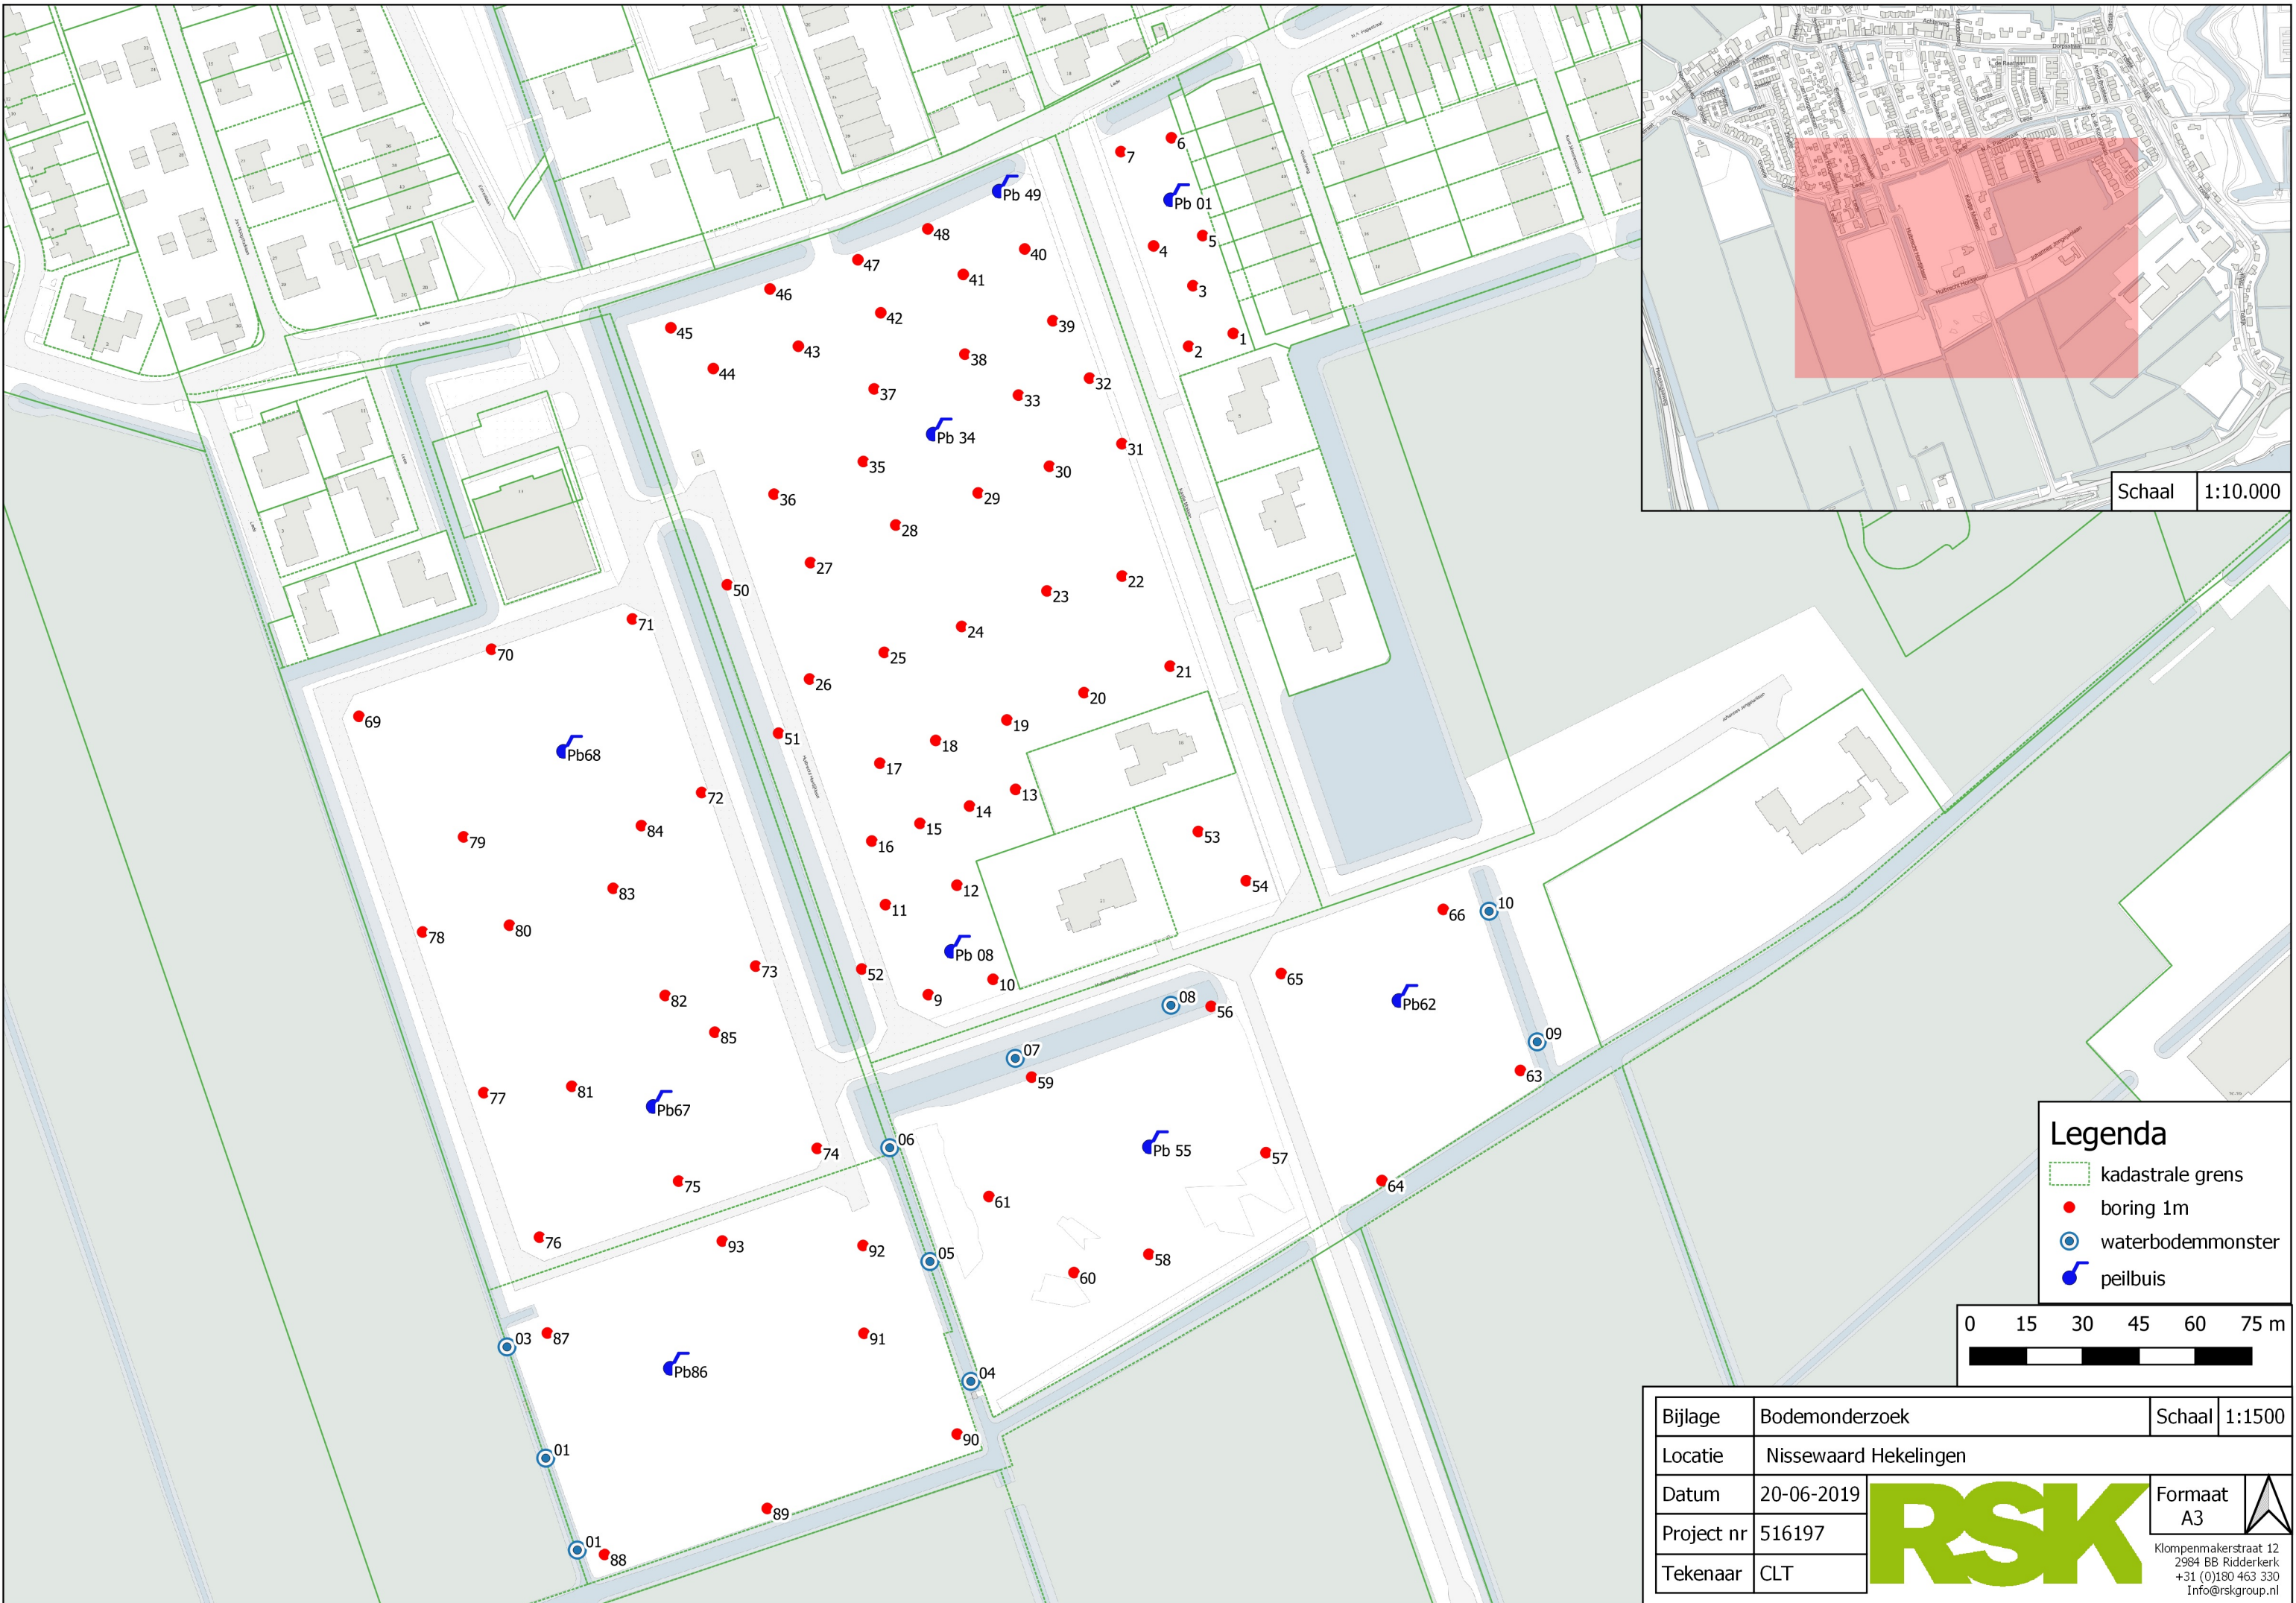 6
7
Pb 49
Pb 01
48
5
4
40
47
41
46
3
42
39
45
1
43
2
38
44
32
37
33
Pb 34
31
35
30
36
29
28
27
22
50
23
71
24
70
25
21
26
20
69
19
51
18
Pb68
17
13
72
14
84
15
53
79
16
54
83
12
11
66
10
80
78
Pb 08
73
52
65
10
82
9
Pb62
08
56
85
09
07
59
63
81
77
Pb67
06
74
Pb 55
57
75
64
61
76
93
92
58
05
60
87
91
03
Pb86
04
90
01
89
01
88
Lede
Lede
Hulbrecht Hordijklaan
Johannes Jongmanlaan
Schaal 1:10.000
Legenda
kadastrale grens
boring 1m
waterbodemmonster
peilbuis
0 15 30 45 60 75 m
Bijlage Bodemonderzoek Schaal 1:1500
Locatie Nissewaard Hekelingen
Datum 20-06-2019
Project nr 516197
Tekenaar CLT
RSK
Formaat
A3
Klompenmakerstraat 12
2984 BB Ridderkerk
+31 (0)180 463 330
Info@rskgroup.nl